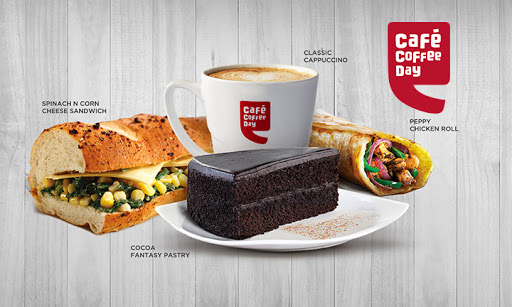 CLASSIC
CAPPUCCINO
Café
Coffee
Day
SPINACH N CORN
CHEESE SANDWICH
Café
Coffee
Day
PEPPY
CHICKEN ROLL
COCOA
FANTASY PASTRY